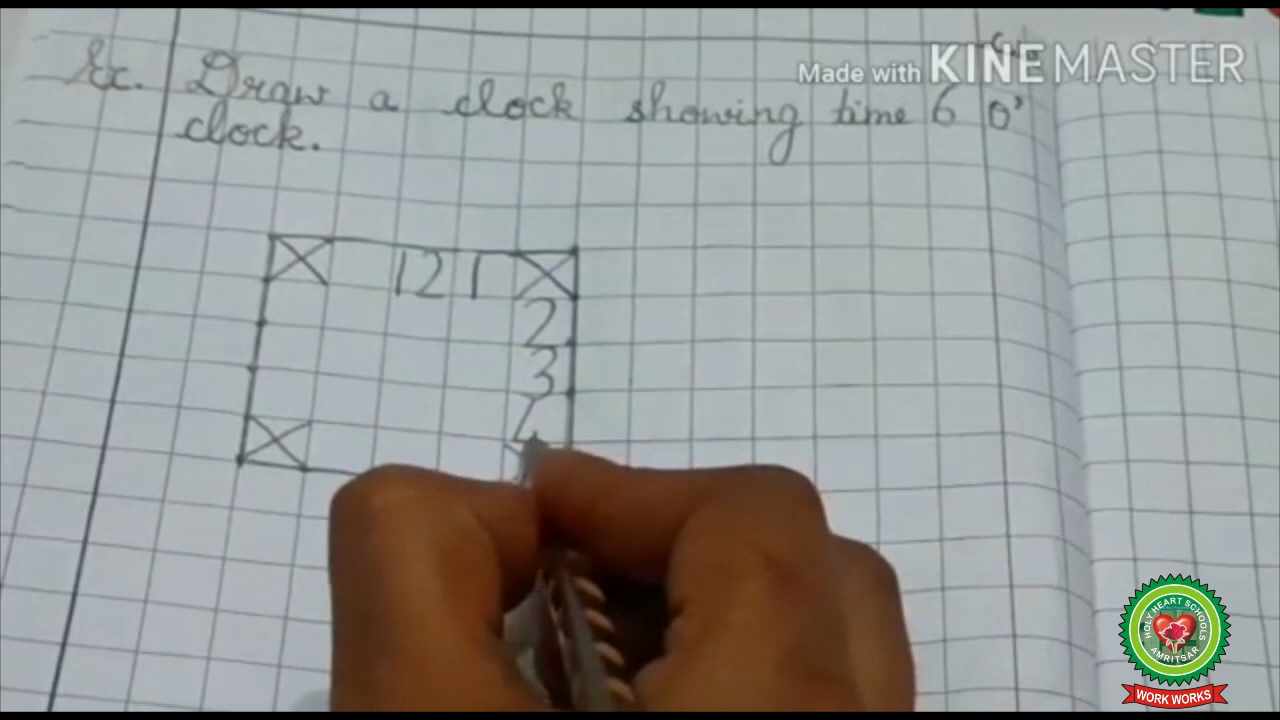 Made with KINEMASTER
Ex. Draw a clock showing time 6 O'
clock.
12 1
2
3
4
HOLY HEART SCHOOLS
AMRITSAR
WORK WORKS